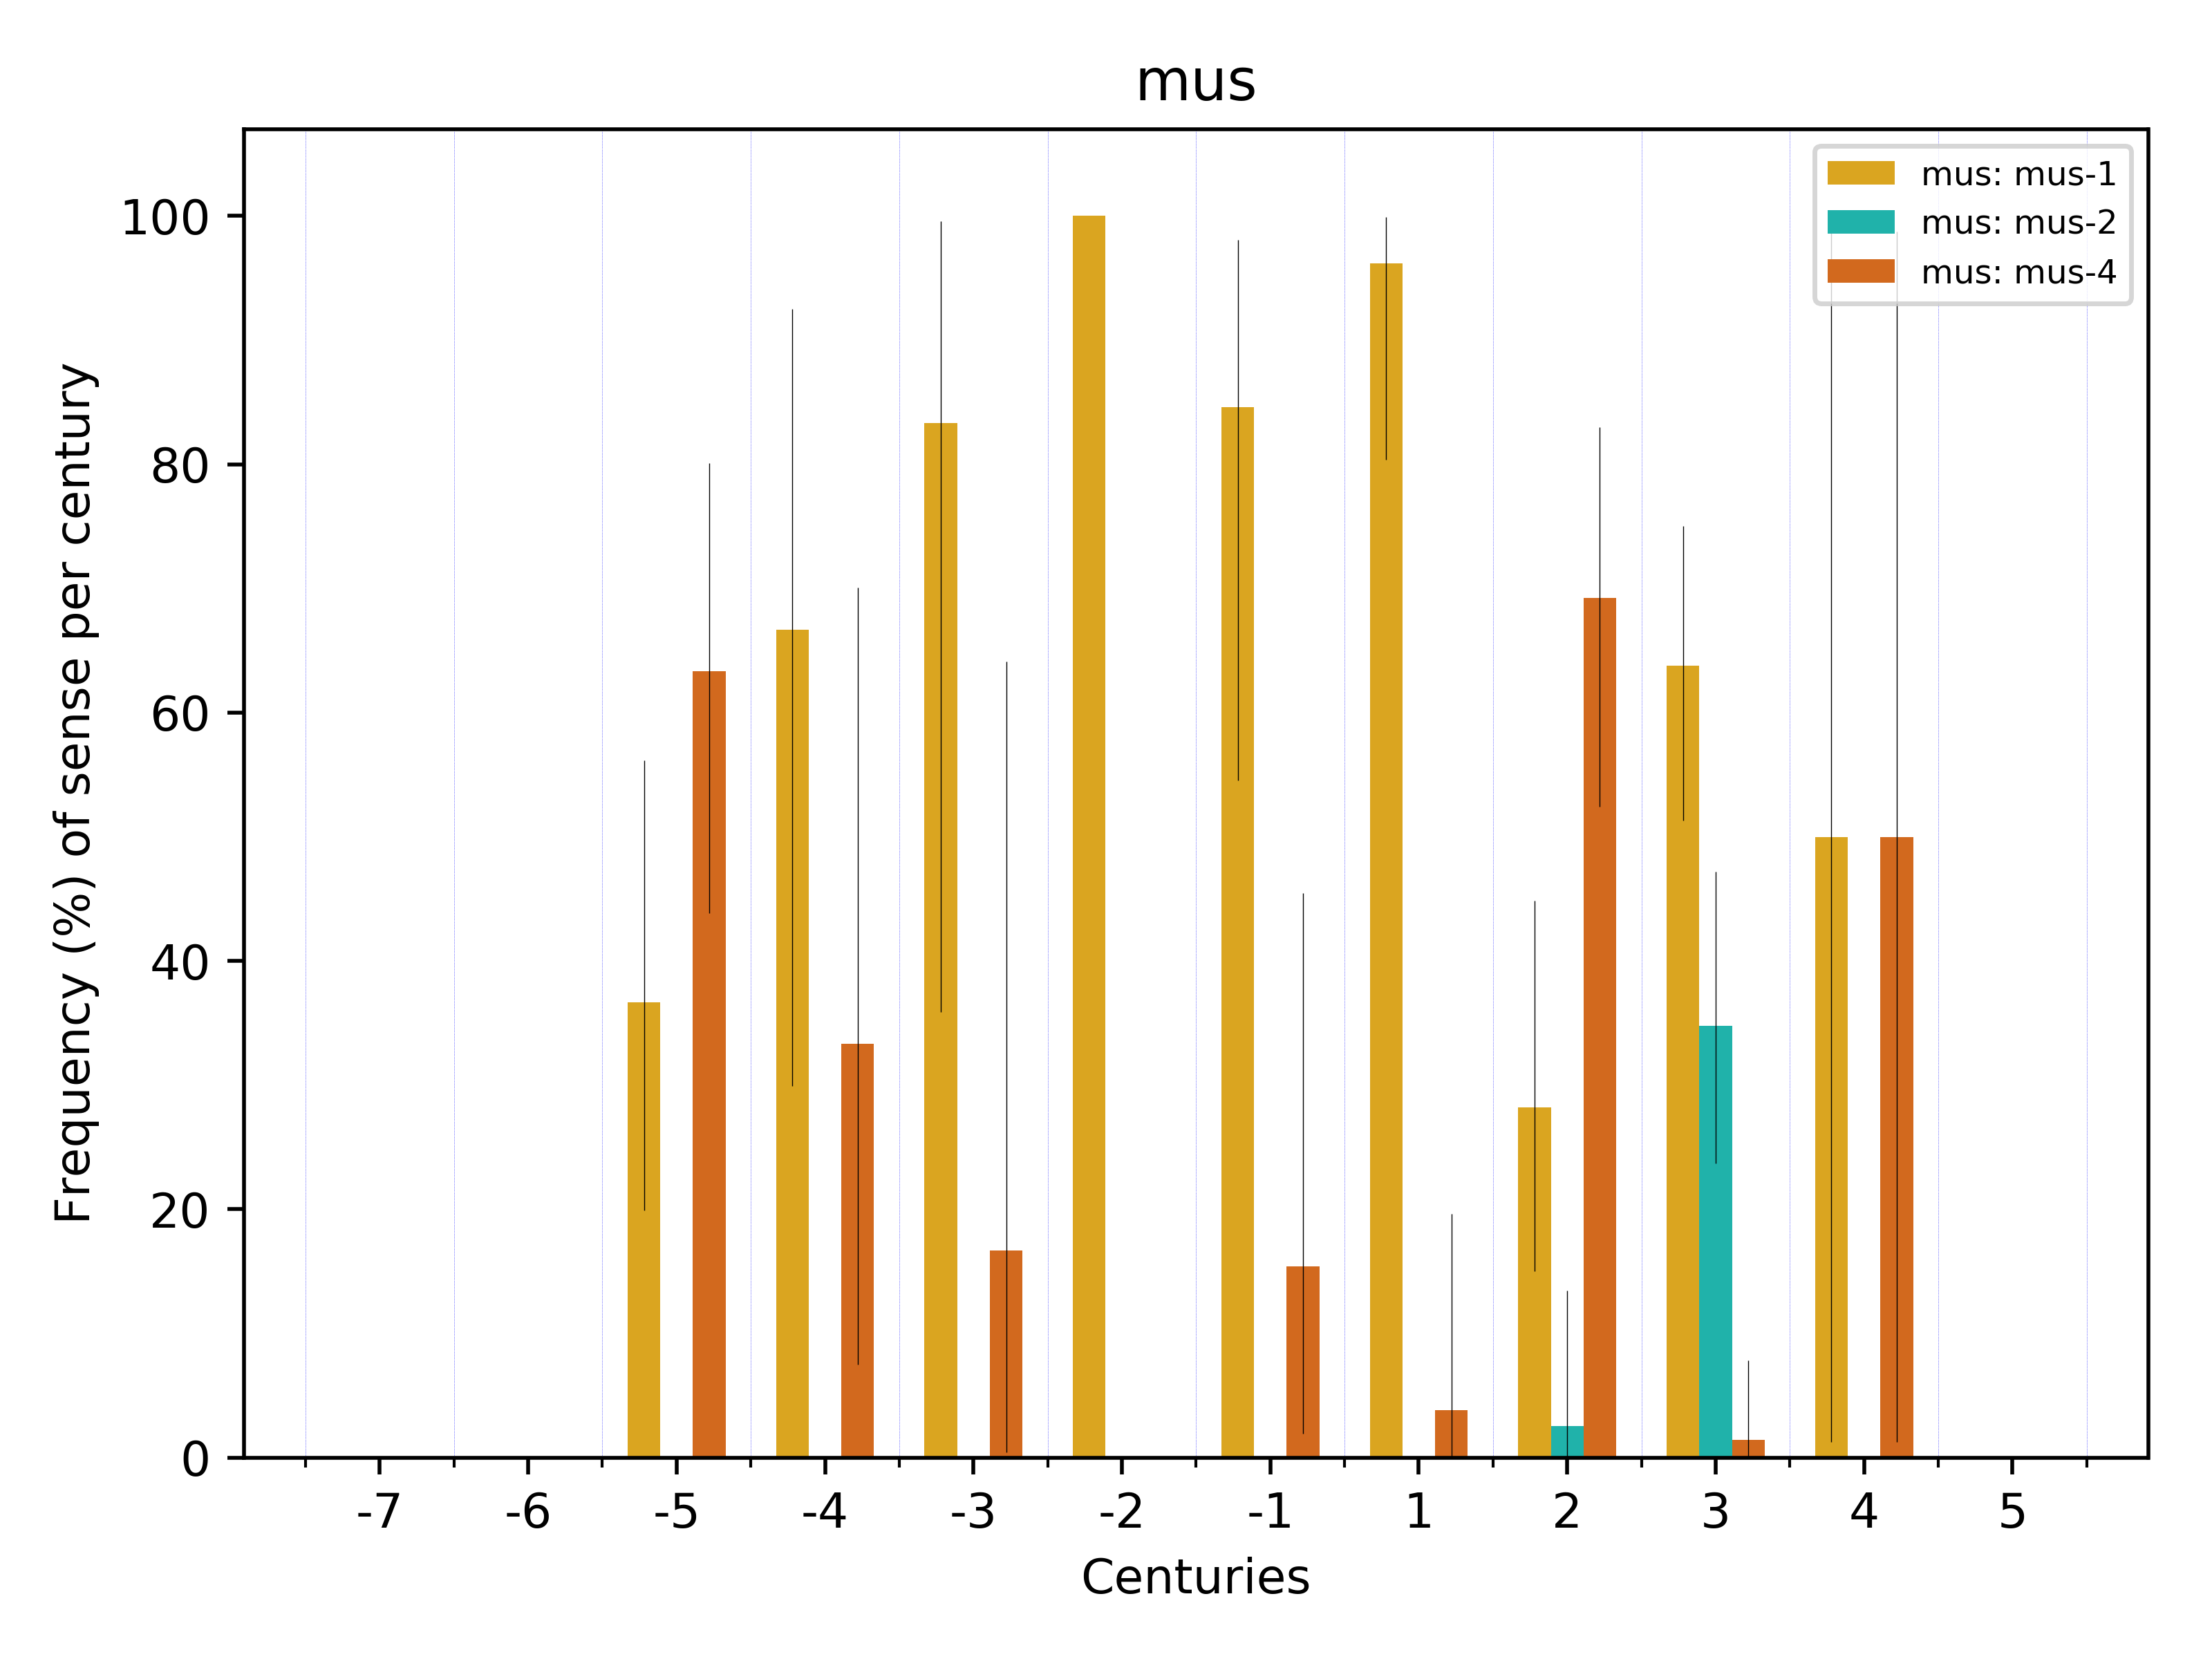 mus
mus: mus-1
mus: mus-2
mus: mus-4
Frequency (%) of sense per century
100
80
60
40
20
0
-7 -6 -5 -4 -3 -2 -1 1 2 3 4 5
Centuries